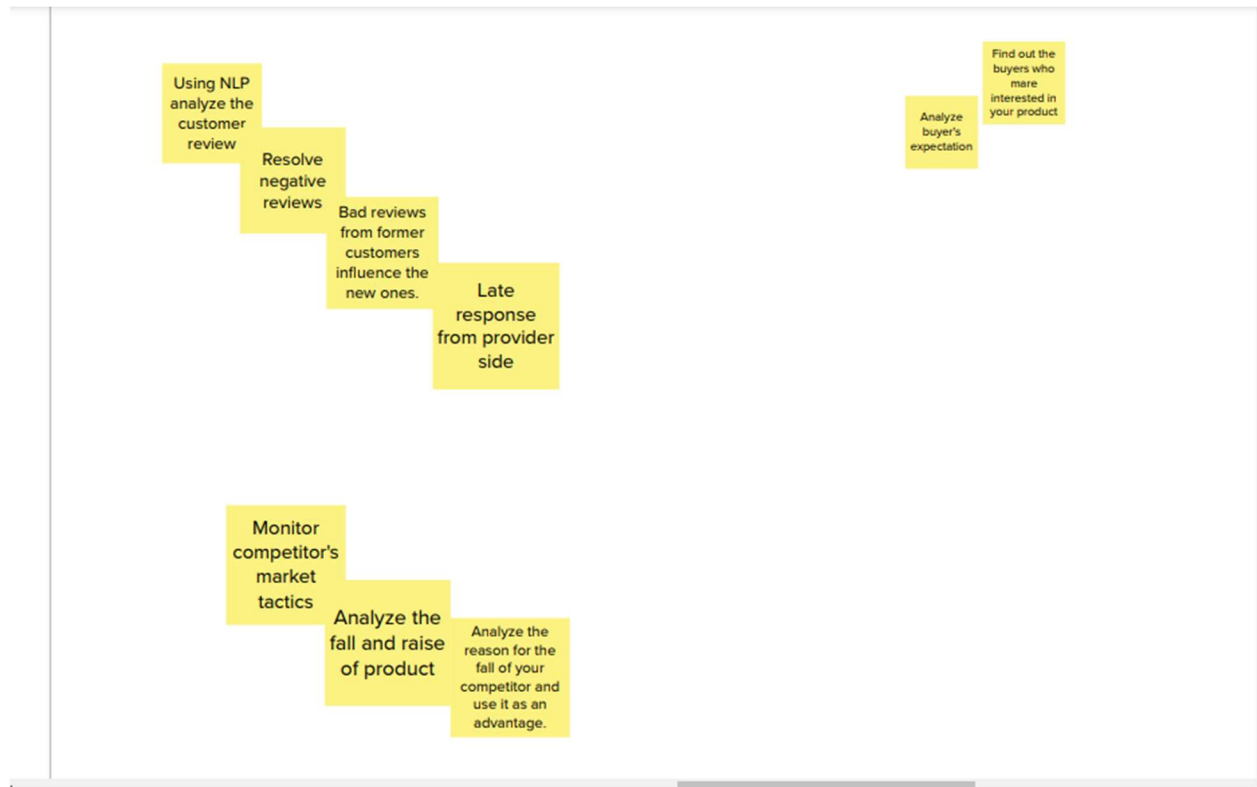 Using NLP
analyze the
customer
review
Resolve
negative
reviews
Bad reviews
from former
customers
influence the
new ones.
Late
response
from provider
side
Find out the
buyers who
mare
interested in
your product
Analyze
buyer's
expectation
Monitor
competitor's
market
tactics
Analyze the
fall and raise
of product
Analyze the
reason for the
fall of your
competitor and
use it as an
advantage.